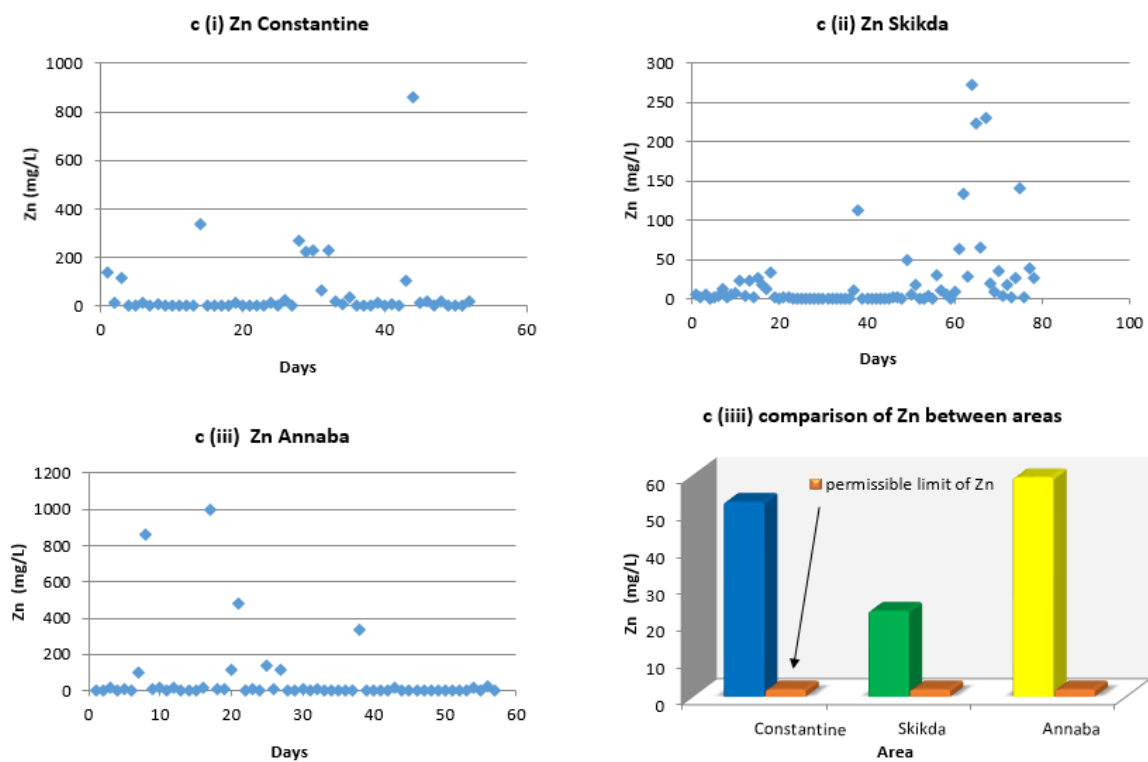 c (i) Zn Constantine
Zn (mg/L)
1000
800
600
400
200
0
0 20 40 60
Days
c (ii) Zn Skikda
Zn (mg/L)
300
250
200
150
100
50
0
0 20 40 60 80 100
Days
c (iii) Zn Annaba
Zn (mg/L)
1200
1000
800
600
400
200
0
0 10 20 30 40 50 60
Days
c (iiii) comparison of Zn between areas
permissible limit of Zn
Zn (mg/L)
60
50
40
30
20
10
0
Constantine Skikda Annaba
Area